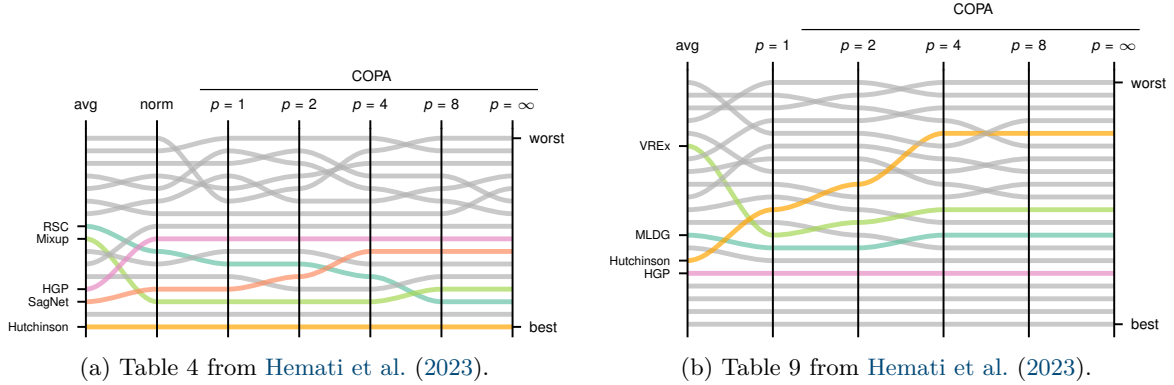 COPA
avg norm p = 1 p = 2 p = 4 p = 8 p = ∞
worst
RSC
Mixup
HGP
SagNet
Hutchinson
best
(a) Table 4 from Hemati et al. (2023).
COPA
avg p = 1 p = 2 p = 4 p = 8 p = ∞
worst
VREx
MLDG
Hutchinson
HGP
best
(b) Table 9 from Hemati et al. (2023).